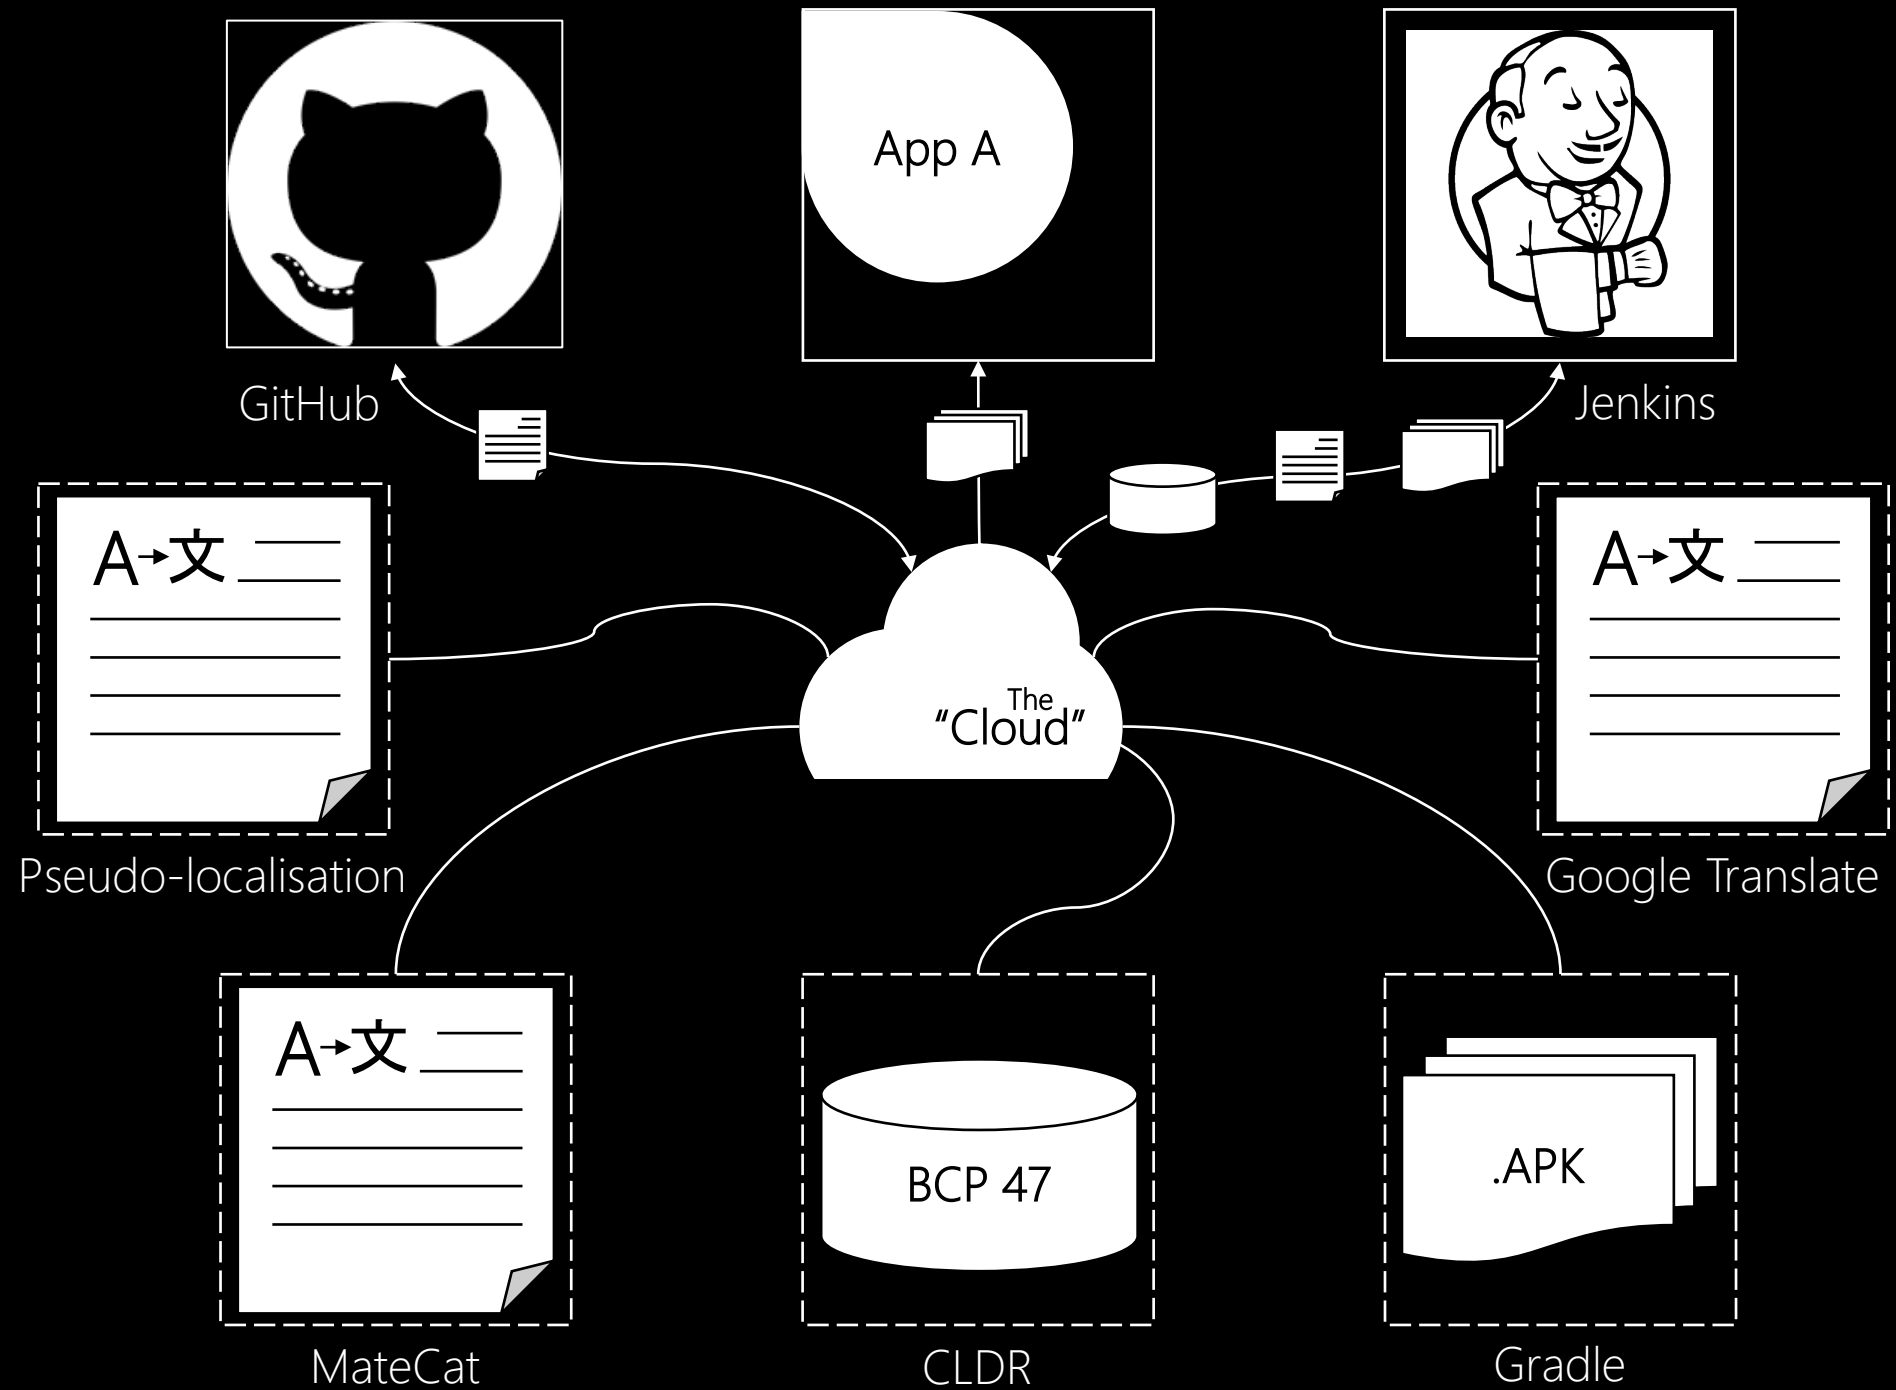 App A
GitHub
Jenkins
A→文
A→文
The
“Cloud”
Pseudo-localisation
Google Translate
A→文
BCP 47
.APK
MateCat
CLDR
Gradle